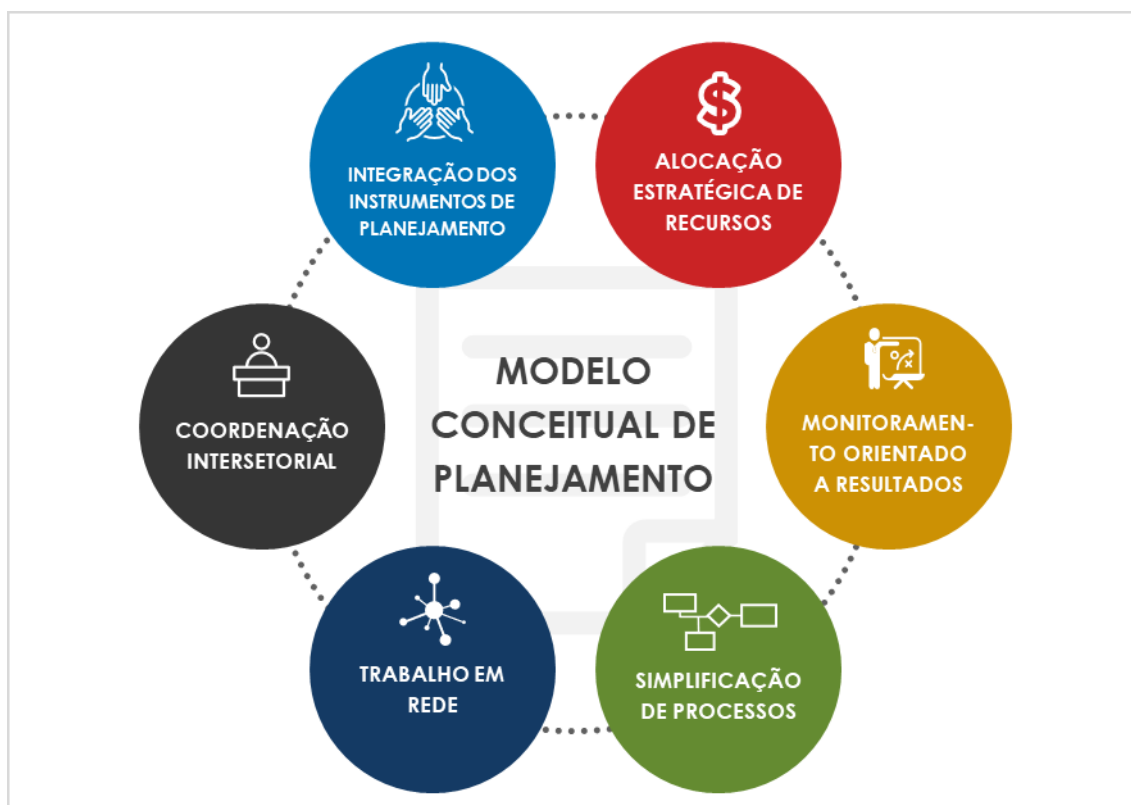 INTEGRAÇÃO DOS
INSTRUMENTOS DE
PLANEJAMENTO
$
ALOCAÇÃO
ESTRATÉGICA DE
RECURSOS
COORDENAÇÃO
INTERSETORIAL
MODELO
CONCEITUAL DE
PLANEJAMENTO
MONITORAMEN-
TO ORIENTADO
A RESULTADOS
TRABALHO EM
REDE
SIMPLIFICAÇÃO
DE PROCESSOS